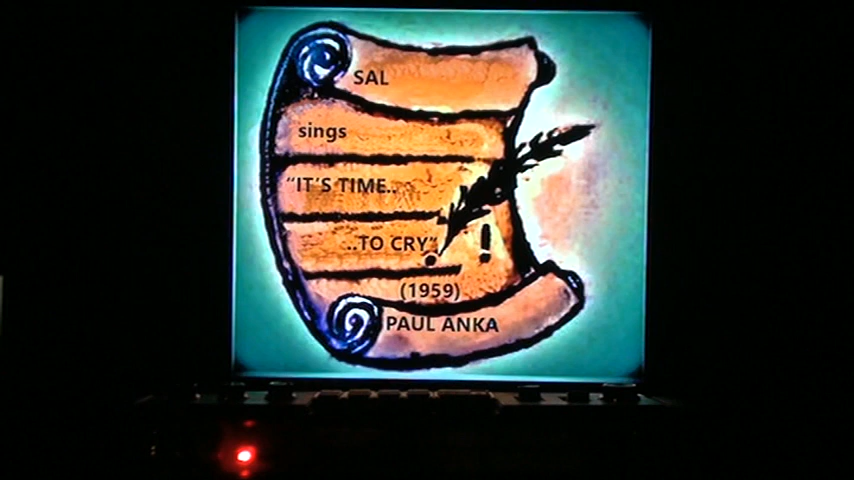 SAL
sings
“IT’S TIME..
..TO CRY”
(1959)
PAUL ANKA